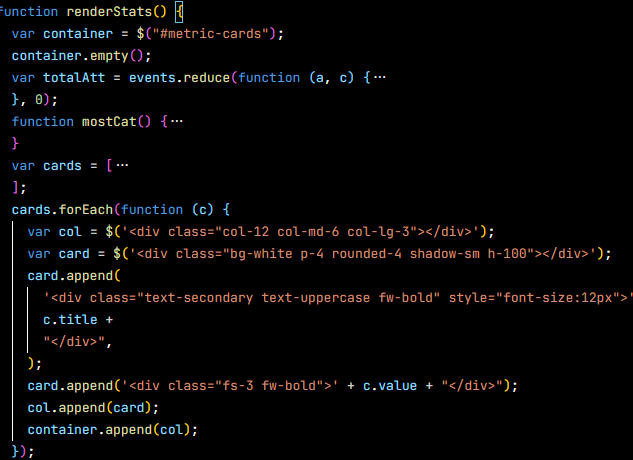 function renderStats() {
var container = $("#metric-cards");
container.empty();
var totalAtt = events.reduce(function (a, c) {···
}, 0);
function mostCat() {···
}
var cards = [···
];
cards.forEach(function (c) {
var col = $('<div class="col-12 col-md-6 col-lg-3"></div>');
var card = $('<div class="bg-white p-4 rounded-4 shadow-sm h-100"></div>');
card.append(
'<div class="text-secondary text-uppercase fw-bold" style="font-size:12px">'
c.title +
"</div>",
);
card.append('<div class="fs-3 fw-bold">' + c.value + "</div>");
col.append(card);
container.append(col);
});